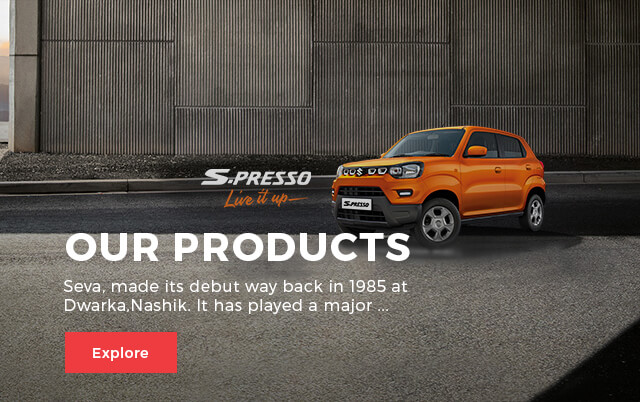 S.PRESSO
Live it up
S.PRESSO
OUR PRODUCTS
Seva, made its debut way back in 1985 at
Dwarka,Nashik. It has played a major ...
Explore